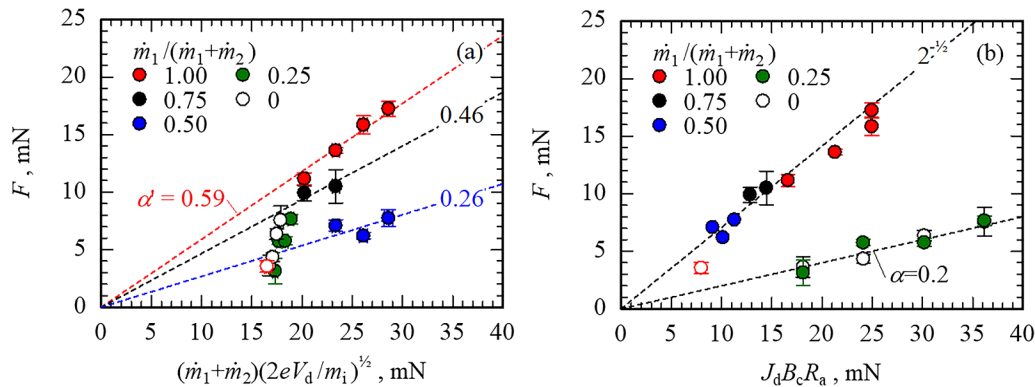 25
20
15
10
5
0
F , mN
(a)
ṁ₁/(ṁ₁+ṁ₂)
1.00 0.25
0.75 0
0.50
α' = 0.59
0.46
0.26
0 5 10 15 20 25 30 35 40
(ṁ₁+ṁ₂)(2eV_d/m_i)^½ , mN
25
20
15
10
5
0
F , mN
(b)
ṁ₁/(ṁ₁+ṁ₂)
1.00 0.25
0.75 0
0.50
2^-½
α=0.2
0 5 10 15 20 25 30 35 40
J_dB_cR_a , mN